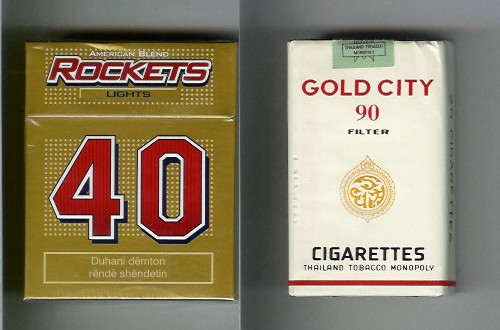 AMERICAN BLEND
ROCKETS
LIGHTS
40
Duhani dëmton
rëndë shëndetin
THAILAND TOBACCO
MONOPOLY
GOLD CITY
90
FILTER
CIGARETTES
THAILAND TOBACCO MONOPOLY
20 CIGARETTES